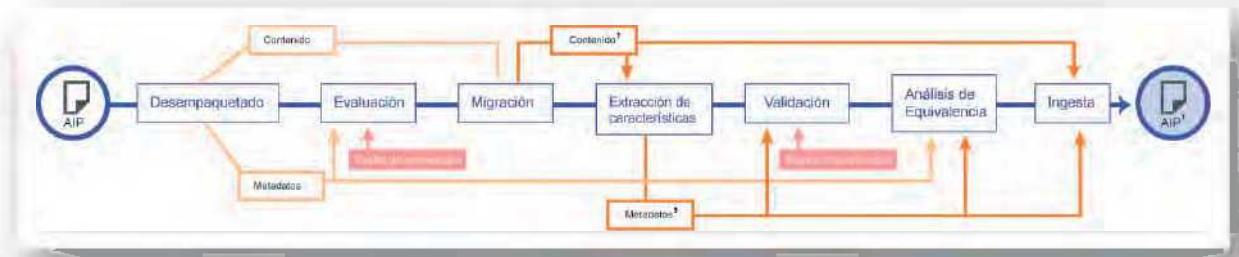 Contenido
Contenido†
AIP
Desempaquetado
Evaluación
Migración
Extracción de
características
Validación
Análisis de
Equivalencia
Ingesta
AIP†
Metadatos
Metadatos†